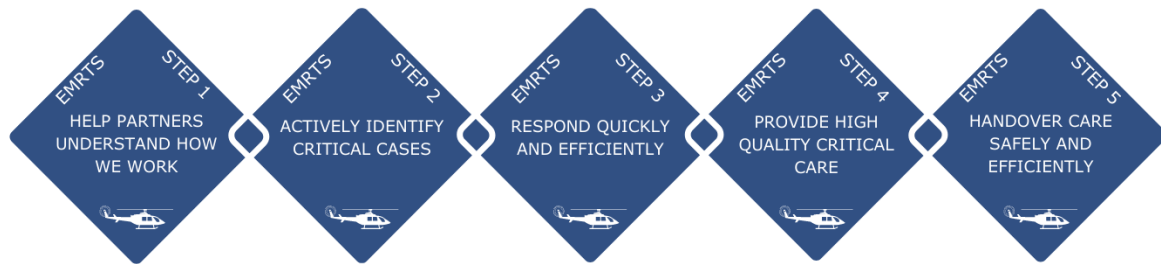 EMRTS STEP 1
HELP PARTNERS
UNDERSTAND HOW
WE WORK
EMRTS STEP 2
ACTIVELY IDENTIFY
CRITICAL CASES
EMRTS STEP 3
RESPOND QUICKLY
AND EFFICIENTLY
EMRTS STEP 4
PROVIDE HIGH
QUALITY CRITICAL
CARE
EMRTS STEP 5
HANDOVER CARE
SAFELY AND
EFFICIENTLY